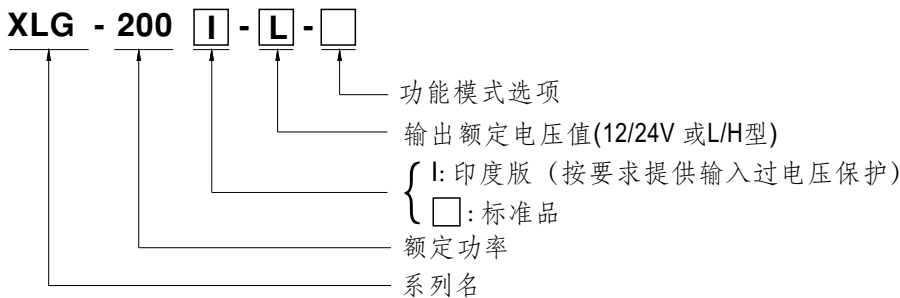 XLG - 200 I - L - □
功能模式选项
输出额定电压值(12/24V 或L/H型)
I: 印度版（按要求提供输入过电压保护）
□: 标准品
额定功率
系列名